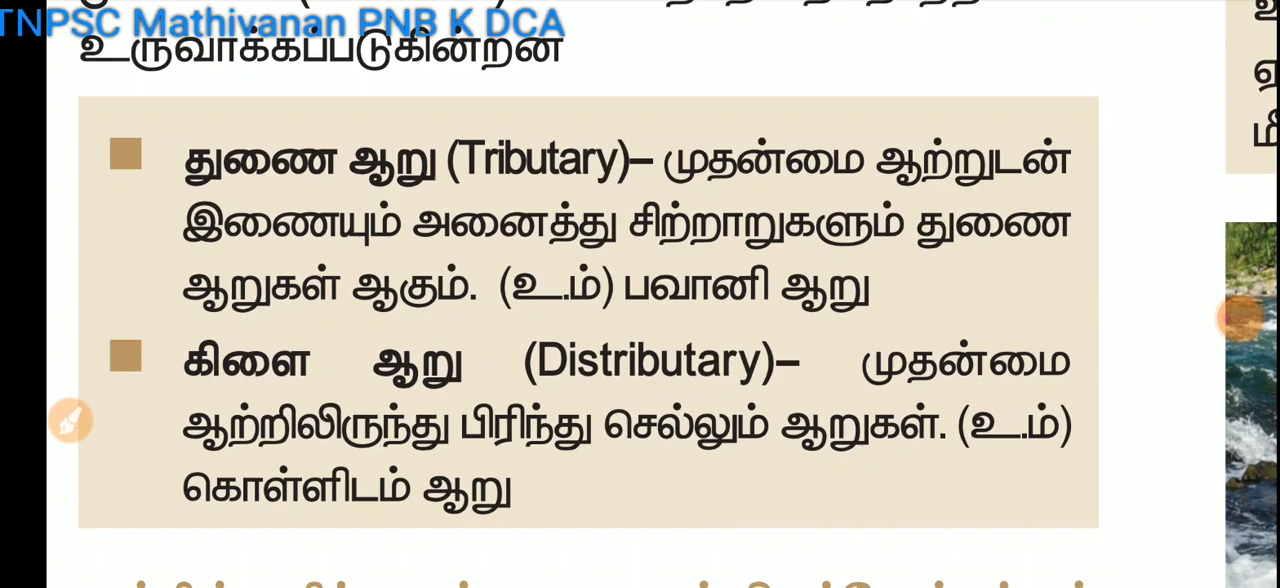 TNPSC Mathivanan PNB K DCA
உருவாக்கப்படுகின்றன
துணை ஆறு (Tributary)– முதன்மை ஆற்றுடன்
இணையும் அனைத்து சிற்றாறுகளும் துணை
ஆறுகள் ஆகும். (உ.ம்) பவானி ஆறு
கிளை ஆறு (Distributary)– முதன்மை
ஆற்றிலிருந்து பிரிந்து செல்லும் ஆறுகள். (உ.ம்)
கொள்ளிடம் ஆறு